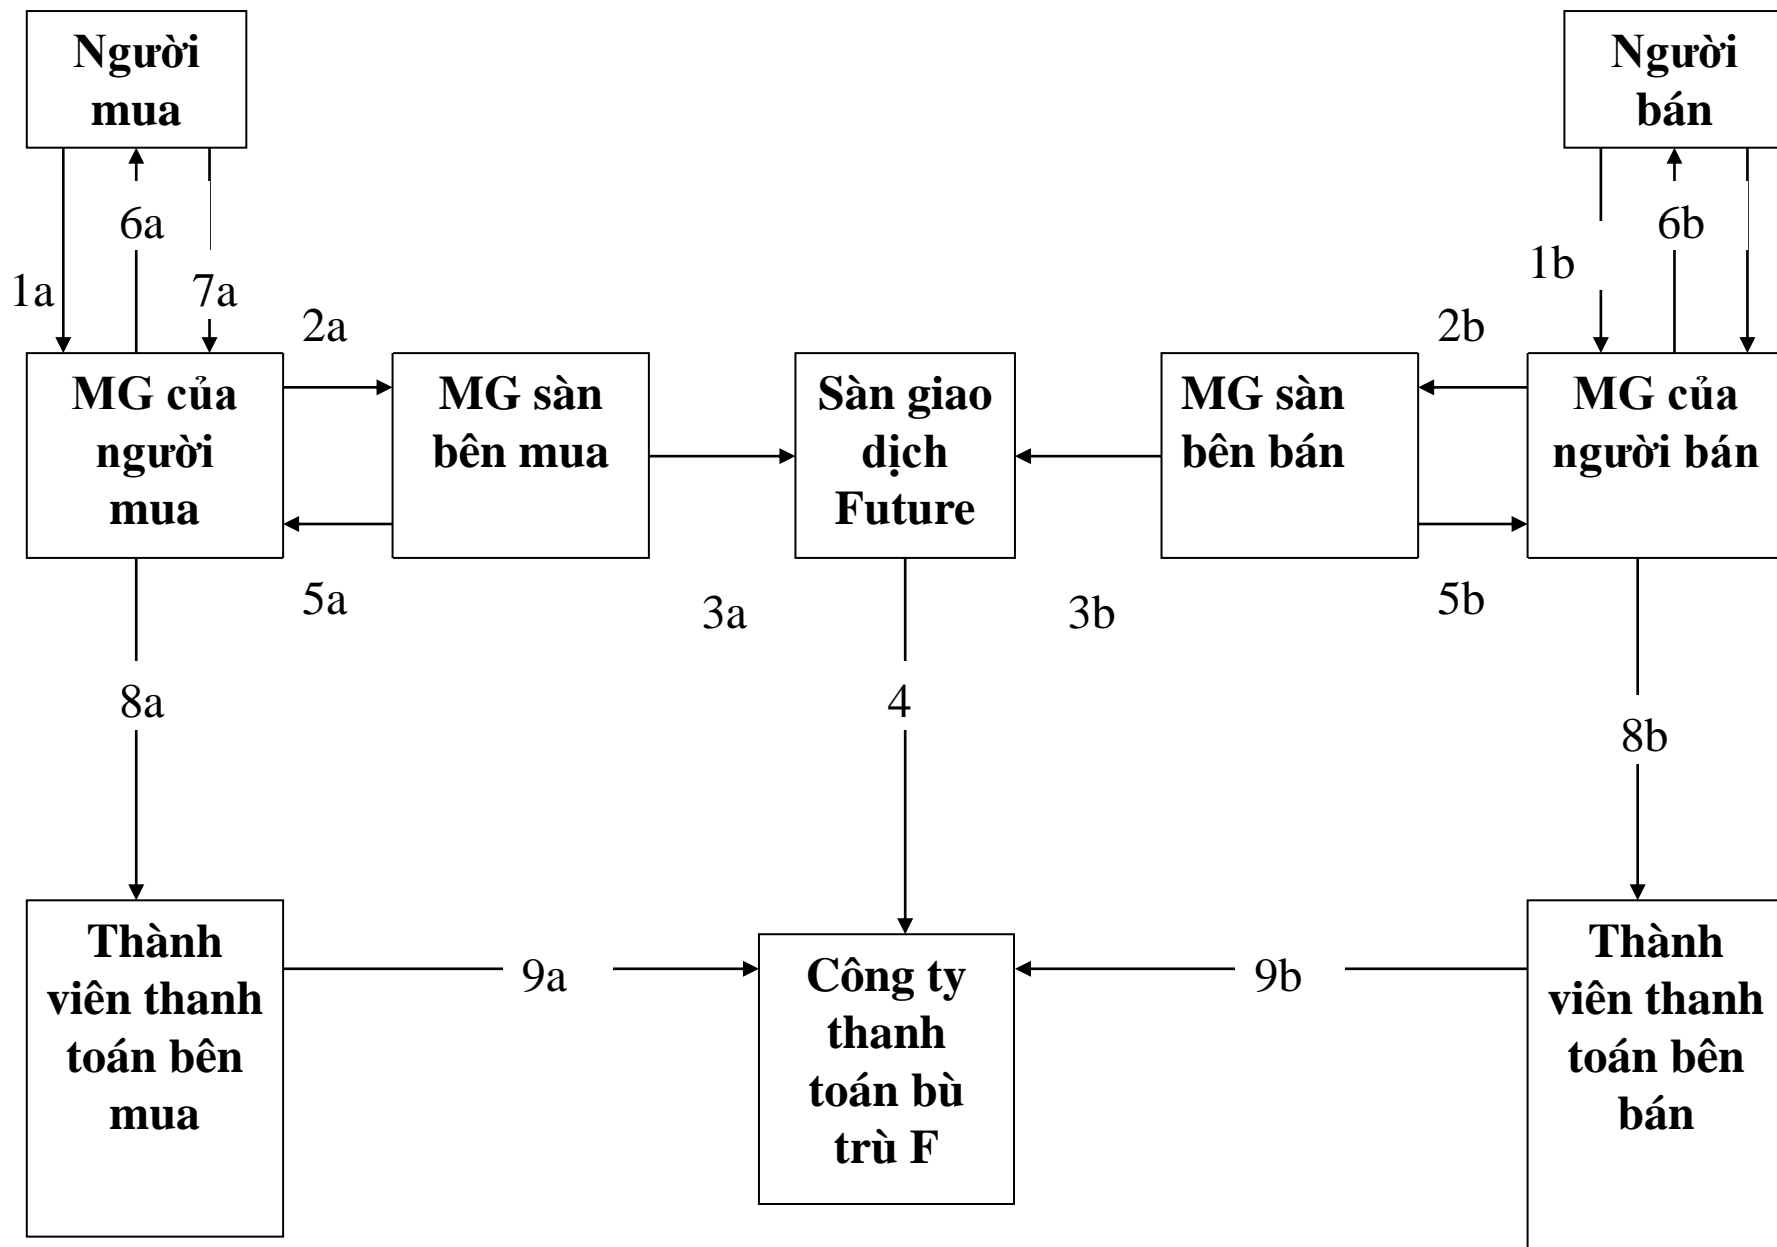 Người
mua
Người
bán
6a
6b
1a
7a
1b
2a
2b
MG của
người
mua
MG sàn
bên mua
Sàn giao
dịch
Future
MG sàn
bên bán
MG của
người bán
5a
3a
3b
5b
8a
4
8b
Thành
viên thanh
toán bên
mua
9a
Công ty
thanh
toán bù
trù F
9b
Thành
viên thanh
toán bên
bán